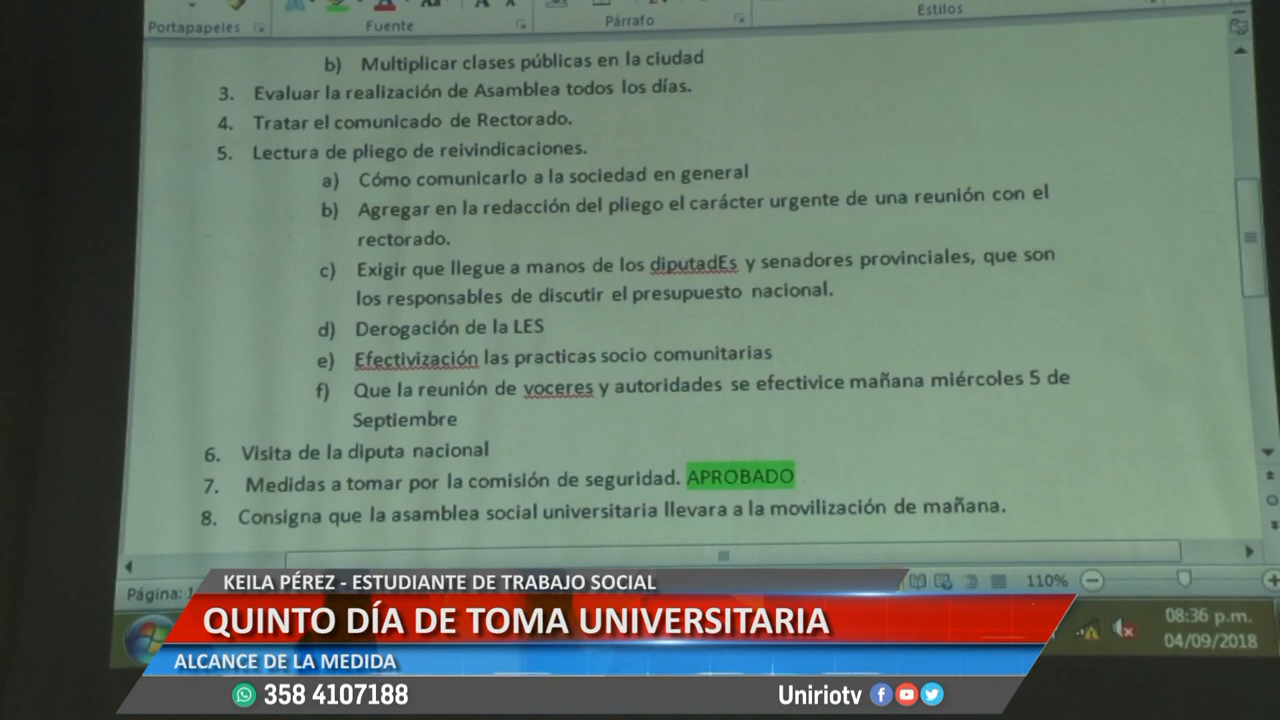 Portapapeles
Fuente
Párrafo
Estilos
b) Multiplicar clases públicas en la ciudad
3. Evaluar la realización de Asamblea todos los días.
4. Tratar el comunicado de Rectorado.
5. Lectura de pliego de reivindicaciones.
a) Cómo comunicarlo a la sociedad en general
b) Agregar en la redacción del pliego el carácter urgente de una reunión con el
rectorado.
c) Exigir que llegue a manos de los diputadEs y senadores provinciales, que son
los responsables de discutir el presupuesto nacional.
d) Derogación de la LES
e) Efectivización las practicas socio comunitarias
f) Que la reunión de voceres y autoridades se efectivice mañana miércoles 5 de
Septiembre
6. Visita de la diputa nacional
7. Medidas a tomar por la comisión de seguridad. APROBADO
8. Consigna que la asamblea social universitaria llevara a la movilización de mañana.
Página:
110%
08:36 p.m.
04/09/2018
KEILA PÉREZ - ESTUDIANTE DE TRABAJO SOCIAL
QUINTO DÍA DE TOMA UNIVERSITARIA
ALCANCE DE LA MEDIDA
358 4107188
Uniriotv